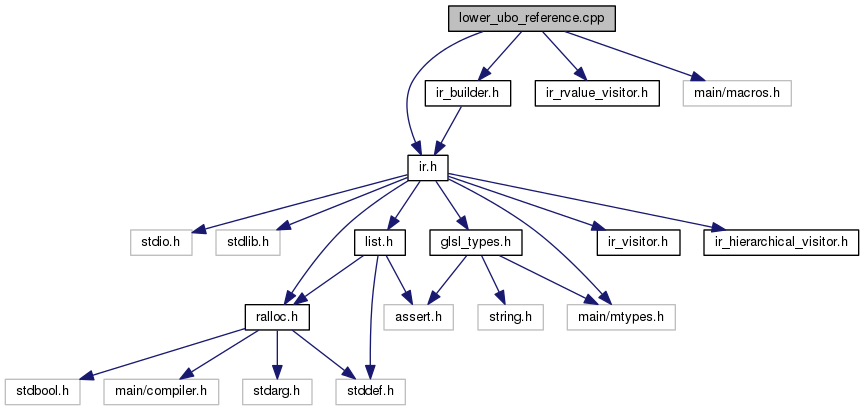 lower_ubo_reference.cpp
ir_builder.h
ir_rvalue_visitor.h
main/macros.h
ir.h
stdio.h
stdlib.h
list.h
glsl_types.h
ir_visitor.h
ir_hierarchical_visitor.h
ralloc.h
assert.h
string.h
main/mtypes.h
stdbool.h
main/compiler.h
stdarg.h
stddef.h